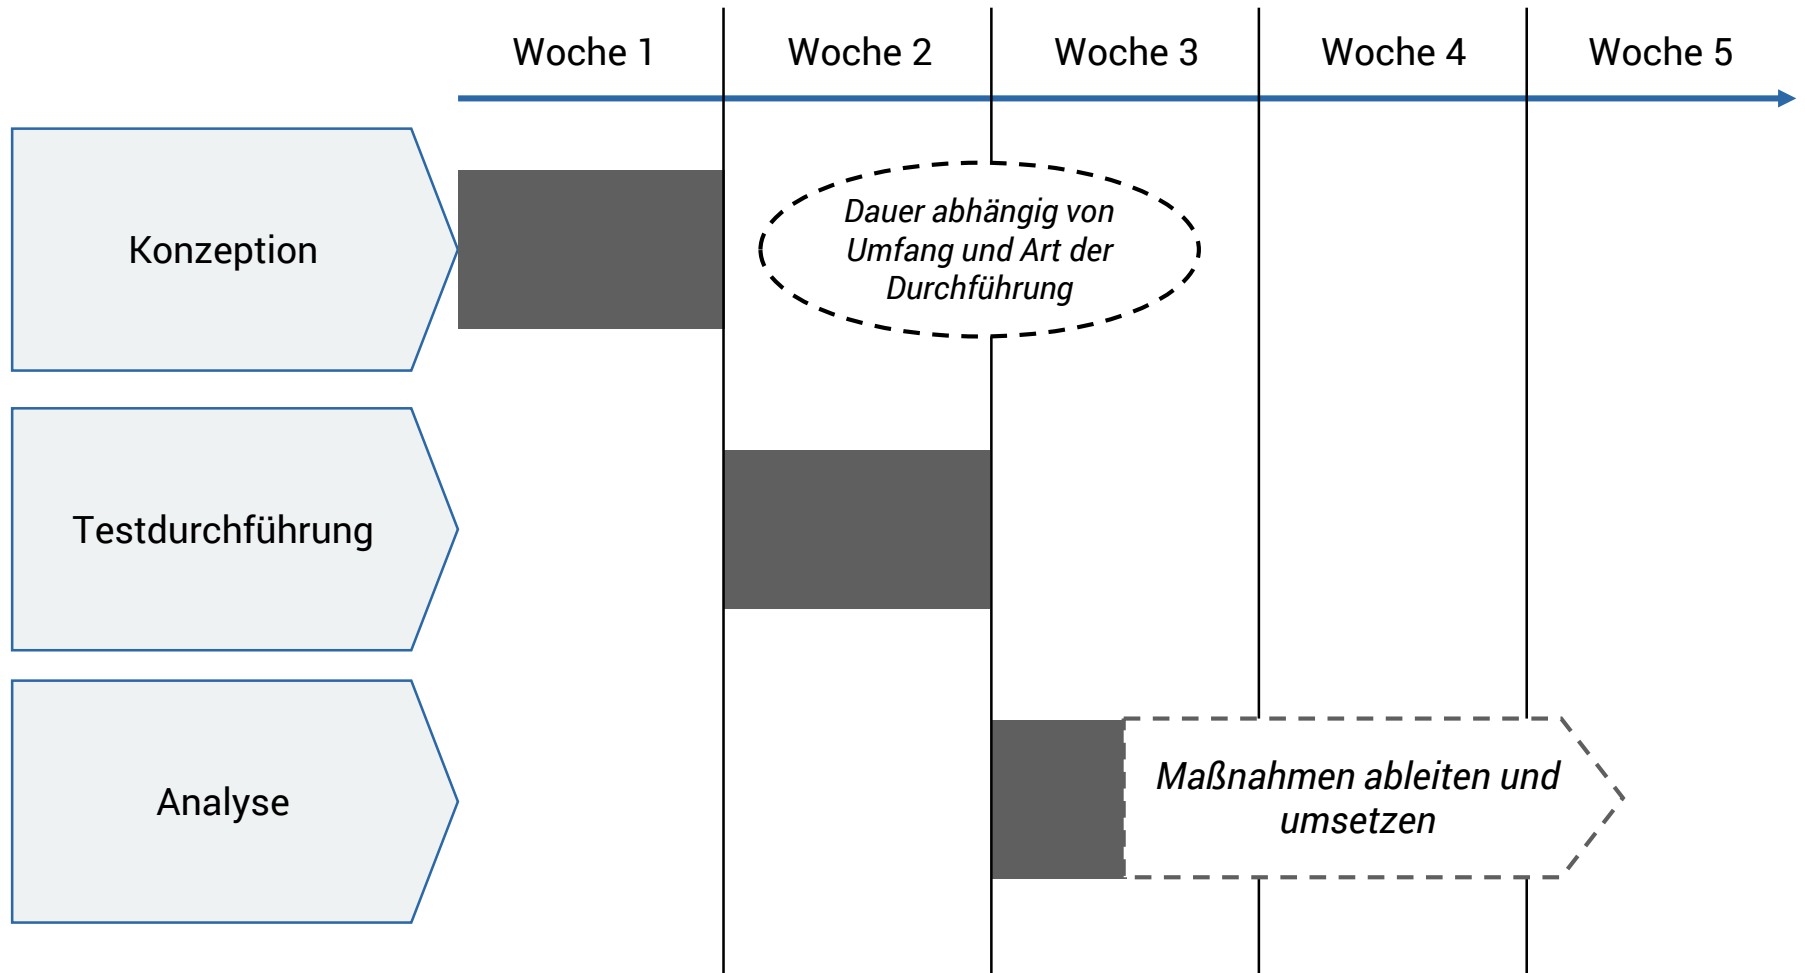 Woche 1
Woche 2
Woche 3
Woche 4
Woche 5
Konzeption
Dauer abhängig von
Umfang und Art der
Durchführung
Testdurchführung
Analyse
Maßnahmen ableiten und
umsetzen